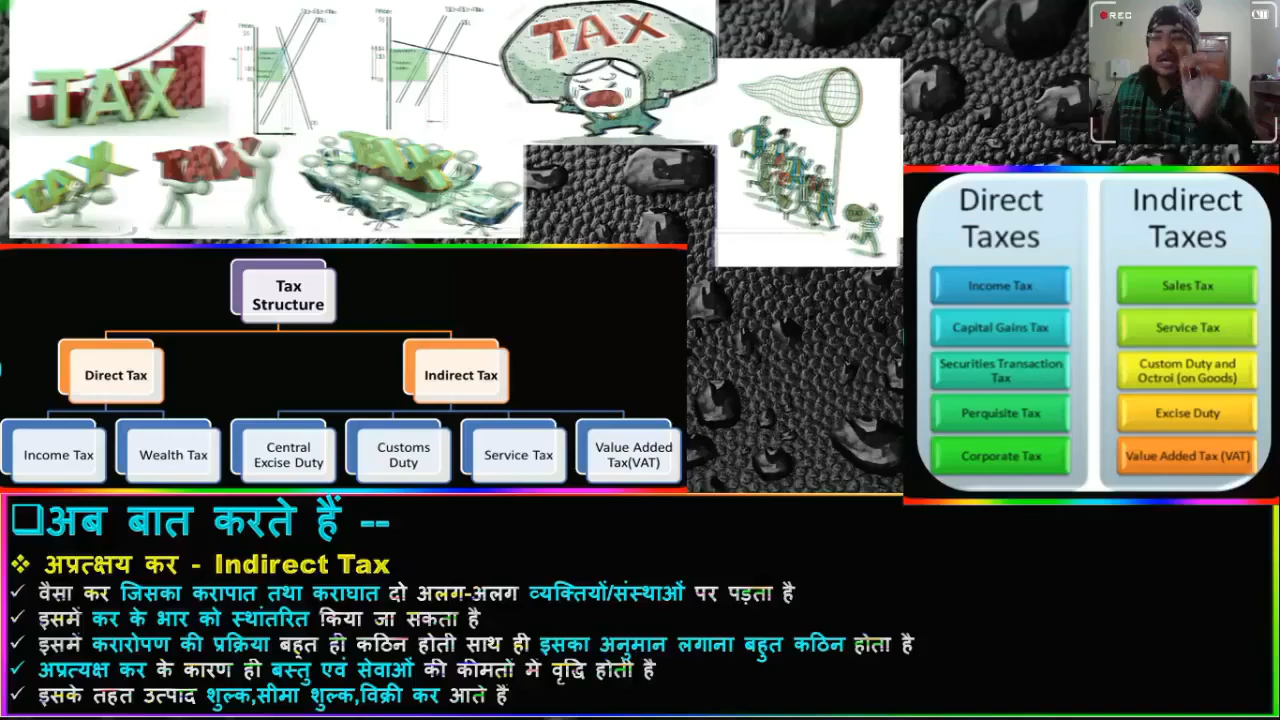 TAX
TAX
REC
TAX
TAX
TAX
Direct
Taxes
Income Tax
Capital Gains Tax
Securities Transaction
Tax
Perquisite Tax
Corporate Tax
Indirect
Taxes
Sales Tax
Service Tax
Custom Duty and
Octroi (on Goods)
Excise Duty
Value Added Tax (VAT)
Tax
Structure
Direct Tax
Indirect Tax
Income Tax
Wealth Tax
Central
Excise Duty
Customs
Duty
Service Tax
Value Added
Tax(VAT)
❑अब बात करते हैं --
❖ अप्रत्क्षय कर - Indirect Tax
✓ वैसा कर जिसका करापात तथा कराघात दो अलग-अलग व्यक्तियों/संस्थाओं पर पड़ता है
✓ इसमें कर के भार को स्थांतरित किया जा सकता है
✓ इसमें करारोपण की प्रक्रिया बहुत ही कठिन होती साथ ही इसका अनुमान लगाना बहुत कठिन होता है
✓ अप्रत्यक्ष कर के कारण ही बस्तु एवं सेवाओं की कीमतों में वृद्धि होती है
✓ इसके तहत उत्पाद शुल्क,सीमा शुल्क,विक्री कर आते है